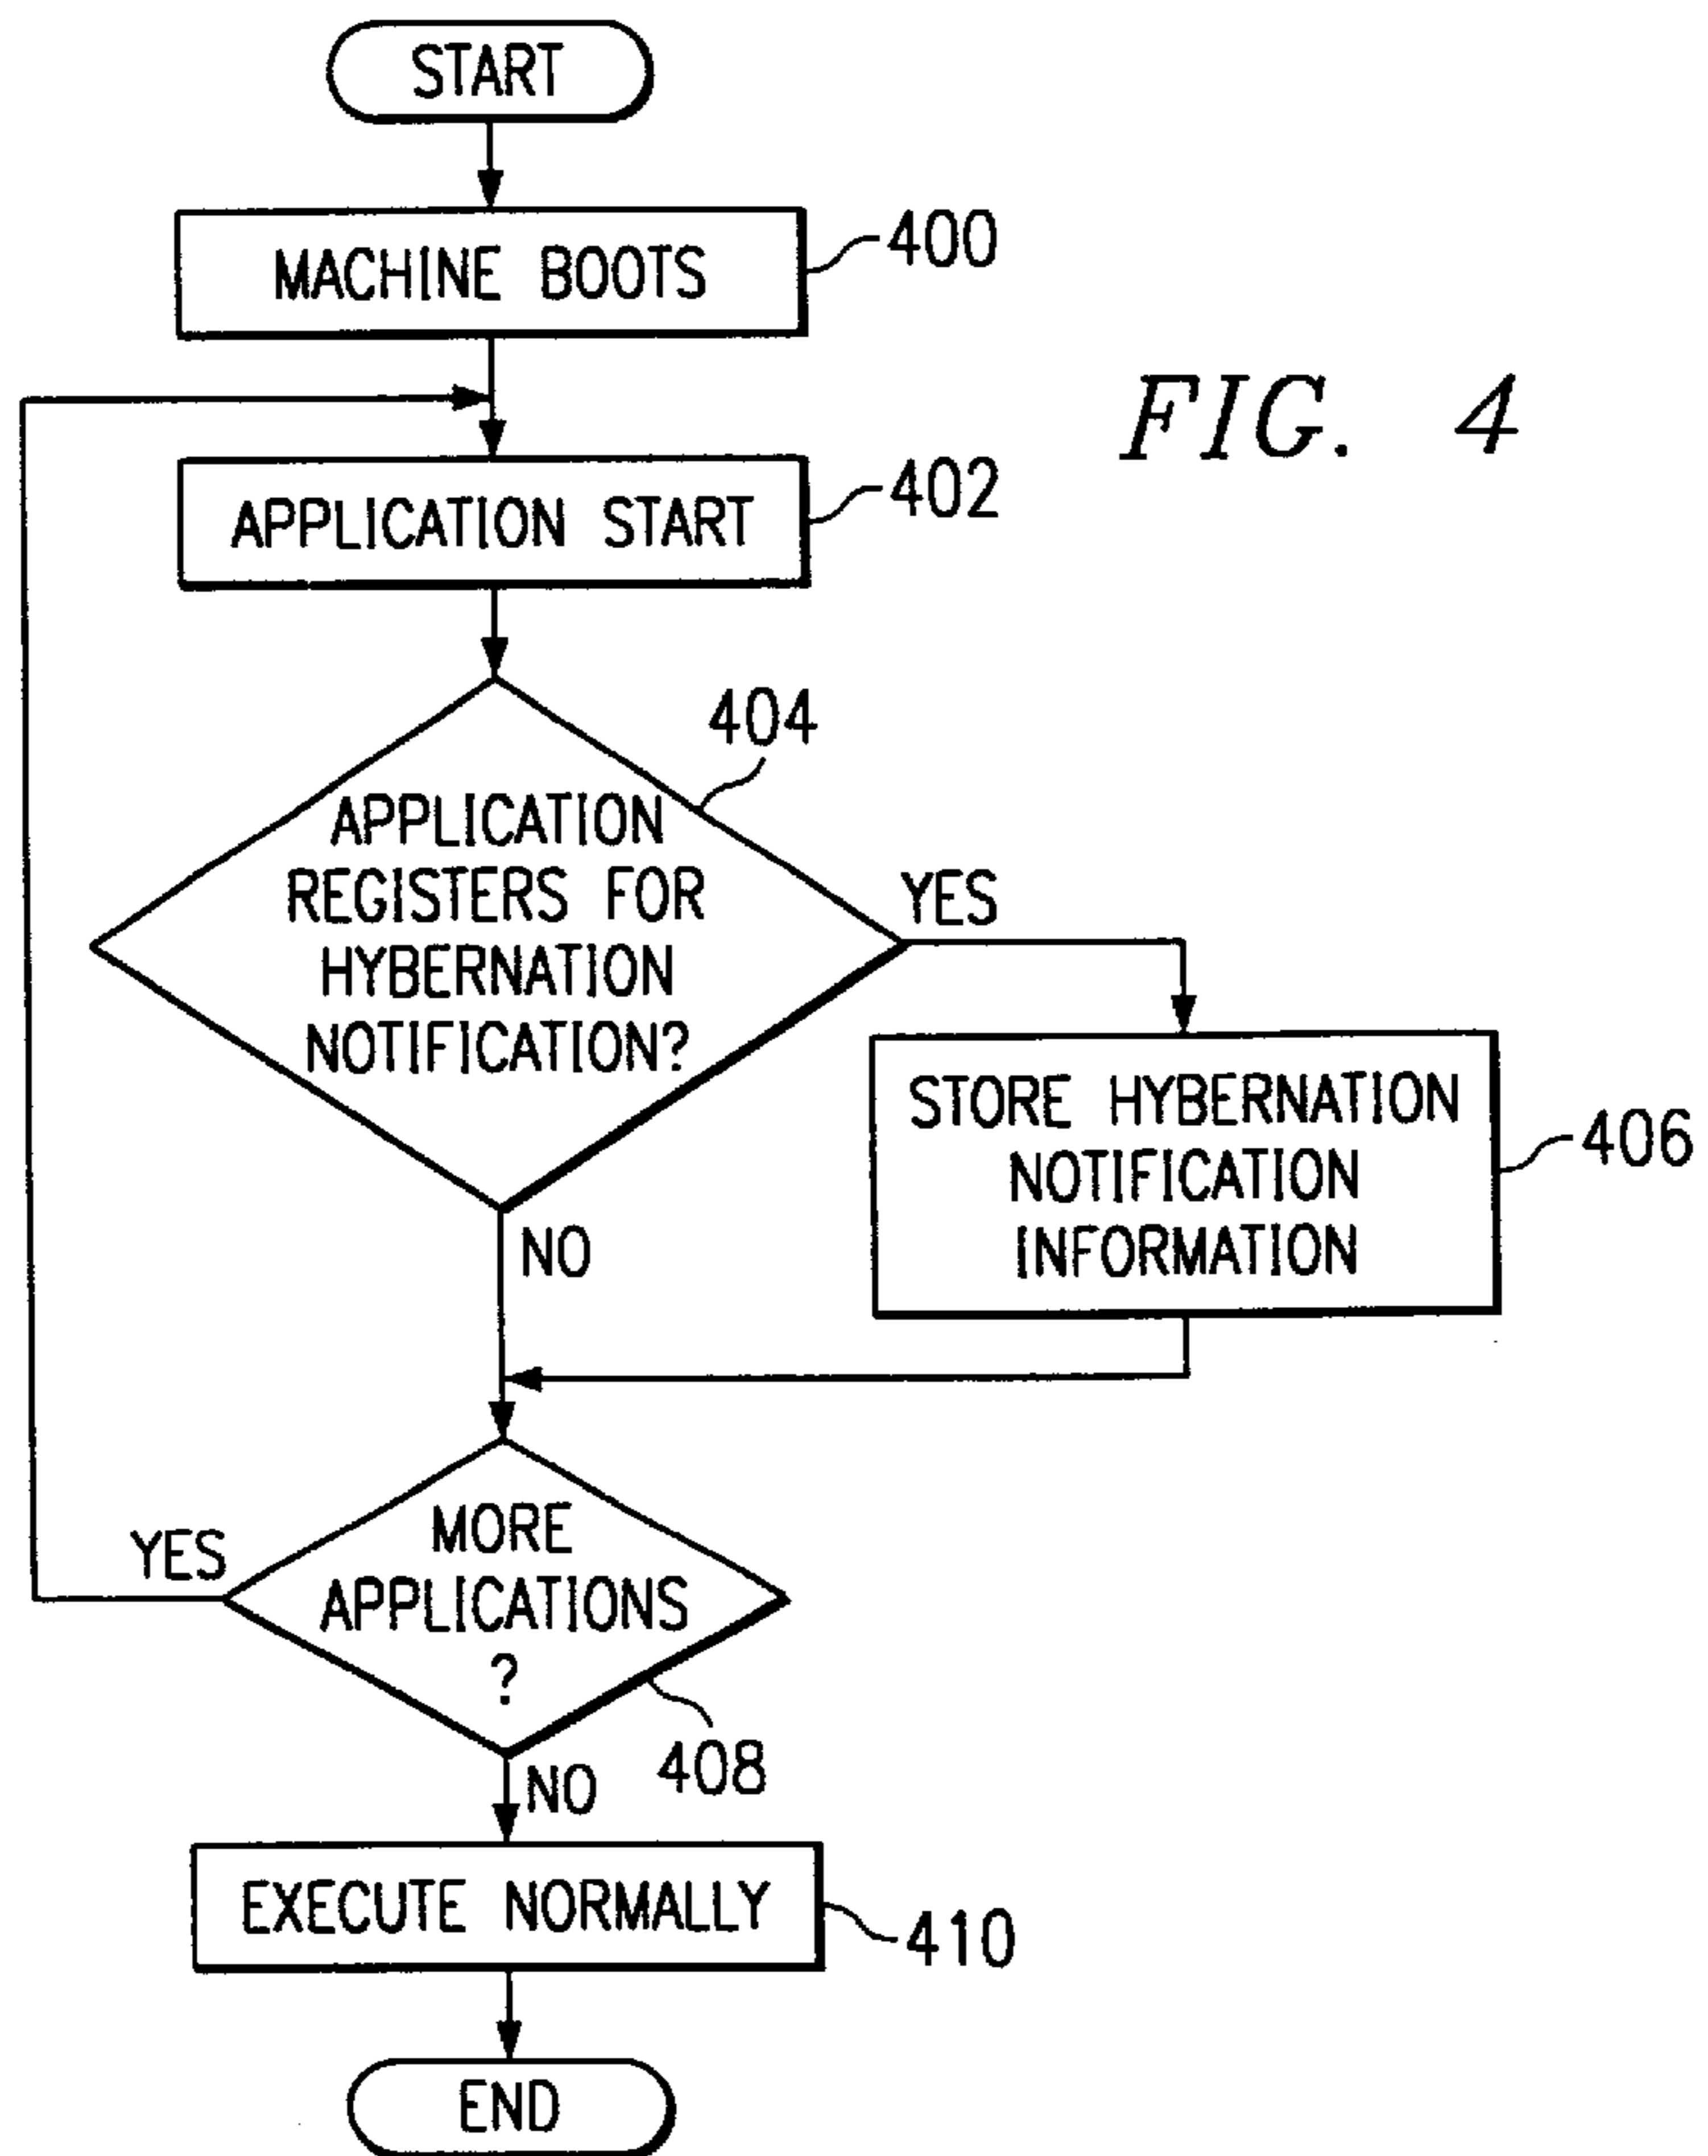 START
MACHINE BOOTS
400
FIG. 4
APPLICATION START
402
404
APPLICATION
REGISTERS FOR
HYBERNATION
NOTIFICATION?
YES
STORE HYBERNATION
NOTIFICATION
INFORMATION
406
NO
MORE
APPLICATIONS
?
YES
408
NO
EXECUTE NORMALLY
410
END